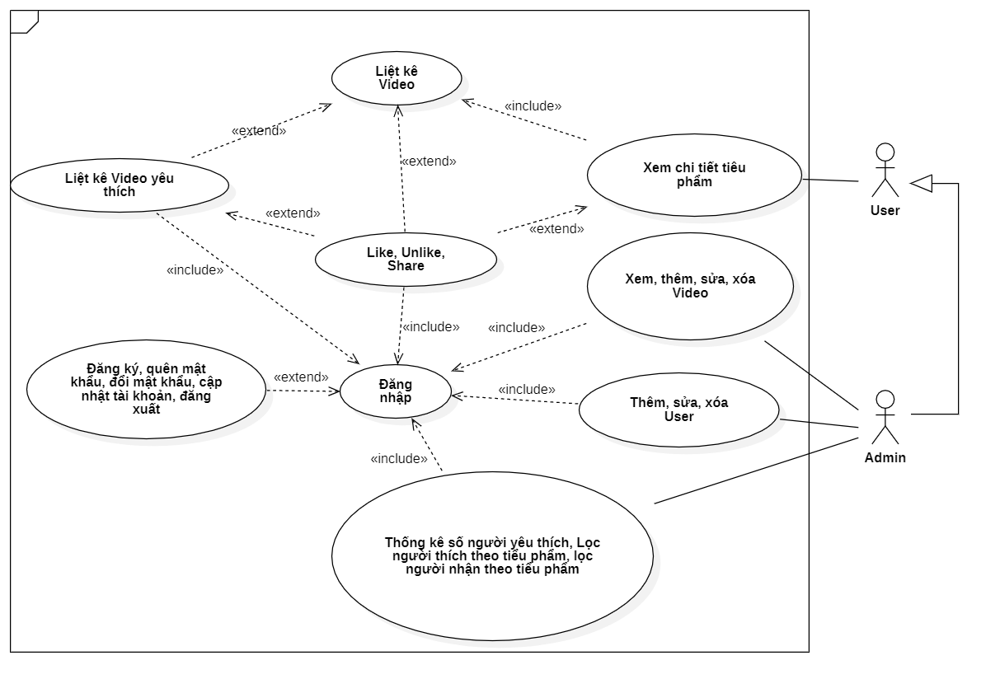 Liệt kê
Video
«include»
«extend»
«extend»
Xem chi tiết tiêu
phẩm
Liệt kê Video yêu
thích
User
«extend»
«extend»
Like, Unlike,
Share
«include»
Xem, thêm, sửa, xóa
Video
«include»
«include»
Đăng ký, quên mật
khẩu, đổi mật khẩu, cập
nhật tài khoản, đăng
xuất
«extend»
Đăng
nhập
«include»
Thêm, sửa, xóa
User
Admin
«include»
Thống kê số người yêu thích, Lọc
người thích theo tiểu phẩm, lọc
người nhận theo tiểu phẩm